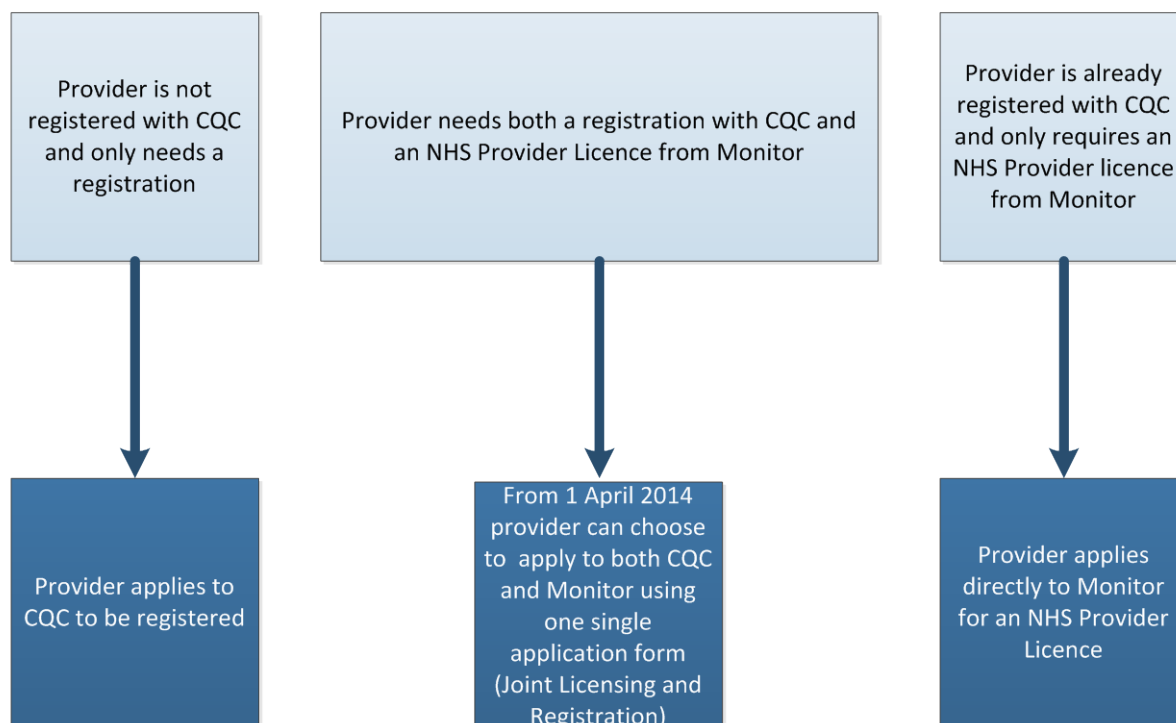 Provider is not
registered with CQC
and only needs a
registration
Provider needs both a registration with CQC and
an NHS Provider Licence from Monitor
Provider is already
registered with CQC
and only requires an
NHS Provider licence
from Monitor
Provider applies to
CQC to be registered
From 1 April 2014
provider can choose
to apply to both CQC
and Monitor using
one single
application form
(Joint Licensing and
Registration)
Provider applies
directly to Monitor
for an NHS Provider
Licence